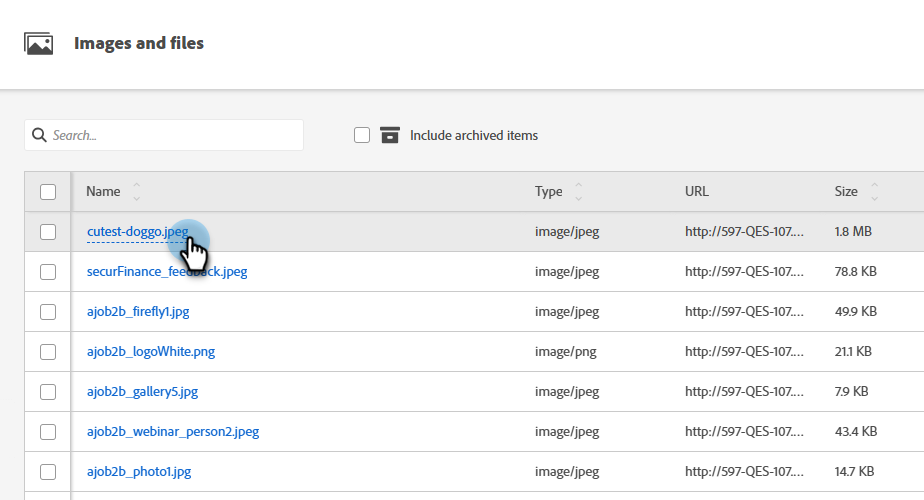 Images and files
Search...
Include archived items
Name Type URL Size
cutest-doggo.jpeg image/jpeg http://597-QES-107.... 1.8 MB
securFinance_feedback.jpeg image/jpeg http://597-QES-107.... 78.8 KB
ajob2b_firefly1.jpg image/jpeg http://597-QES-107.... 49.9 KB
ajob2b_logoWhite.png image/png http://597-QES-107.... 21.1 KB
ajob2b_gallery5.jpg image/jpeg http://597-QES-107.... 7.9 KB
ajob2b_webinar_person2.jpeg image/jpeg http://597-QES-107.... 43.4 KB
ajob2b_photo1.jpg image/jpeg http://597-QES-107.... 14.7 KB